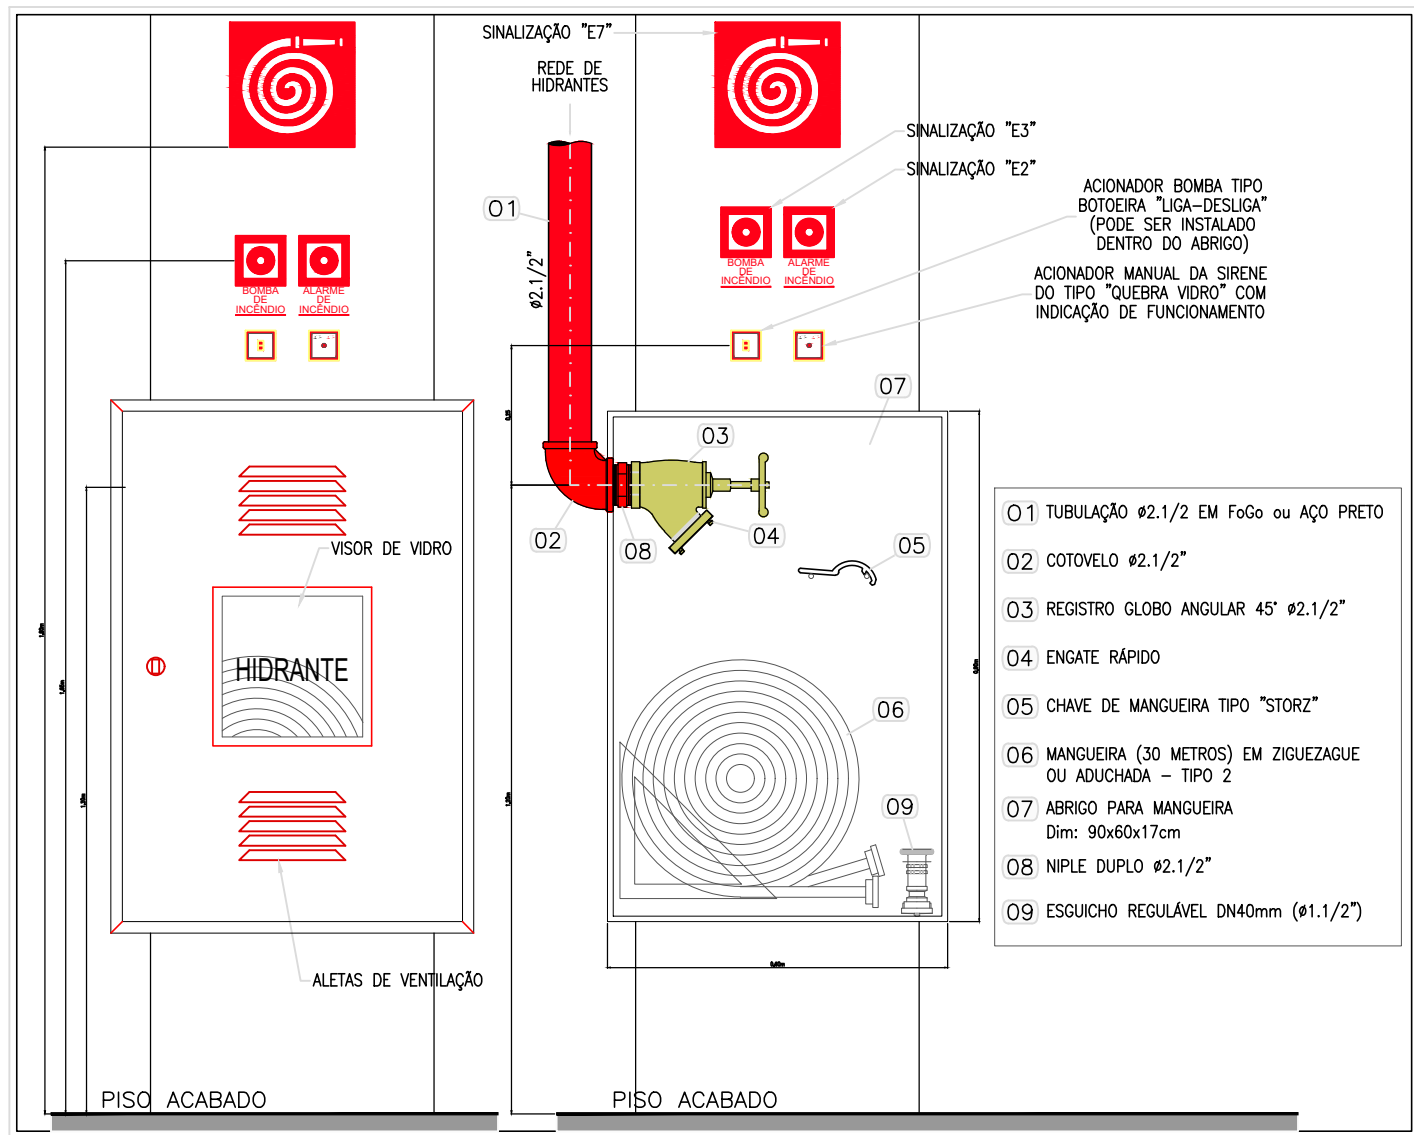 SINALIZAÇÃO "E7"
REDE DE
HIDRANTES
SINALIZAÇÃO "E3"
SINALIZAÇÃO "E2"
ACIONADOR BOMBA TIPO
BOTOEIRA "LIGA-DESLIGA"
(PODE SER INSTALADO
DENTRO DO ABRIGO)
ACIONADOR MANUAL DA SIRENE
DO TIPO "QUEBRA VIDRO" COM
INDICAÇÃO DE FUNCIONAMENTO
BOMBA
DE
INCÊNDIO
ALARME
DE
INCÊNDIO
BOMBA
DE
INCÊNDIO
ALARME
DE
INCÊNDIO
01
ø2.1/2"
07
03
02
08
04
05
06
09
VISOR DE VIDRO
HIDRANTE
ALETAS DE VENTILAÇÃO
01 TUBULAÇÃO ø2.1/2 EM FoGo ou AÇO PRETO
02 COTOVELO ø2.1/2"
03 REGISTRO GLOBO ANGULAR 45° ø2.1/2"
04 ENGATE RÁPIDO
05 CHAVE DE MANGUEIRA TIPO "STORZ"
06 MANGUEIRA (30 METROS) EM ZIGUEZAGUE
OU ADUCHADA - TIPO 2
07 ABRIGO PARA MANGUEIRA
Dim: 90x60x17cm
08 NIPLE DUPLO ø2.1/2"
09 ESGUICHO REGULÁVEL DN40mm (ø1.1/2")
0,60m
PISO ACABADO
PISO ACABADO